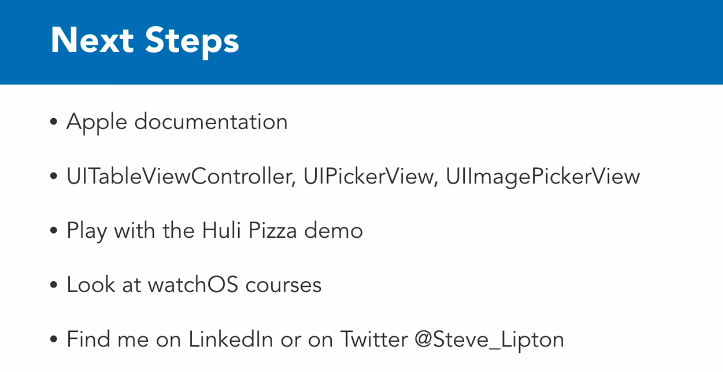 Next Steps
• Apple documentation
• UITableViewController, UIPickerView, UIImagePickerView
• Play with the Huli Pizza demo
• Look at watchOS courses
• Find me on LinkedIn or on Twitter @Steve_Lipton